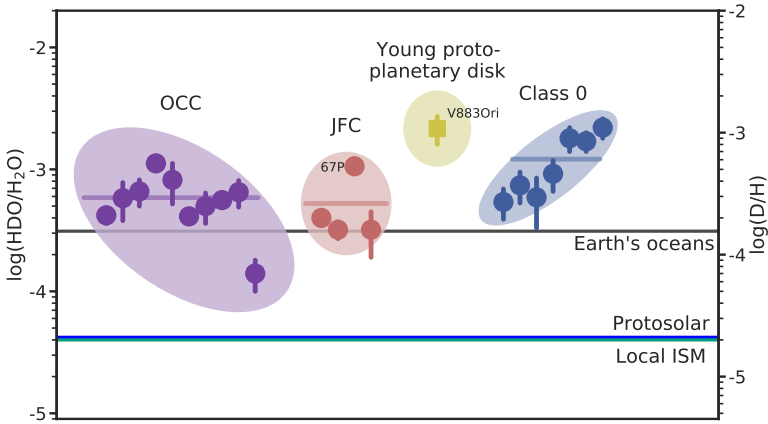 Young proto-
planetary disk
OCC
JFC
Class 0
V883Ori
67P
Earth's oceans
Protosolar
Local ISM
log(HDO/H₂O)
-2
-3
-4
-5
log(D/H)
-2
-3
-4
-5